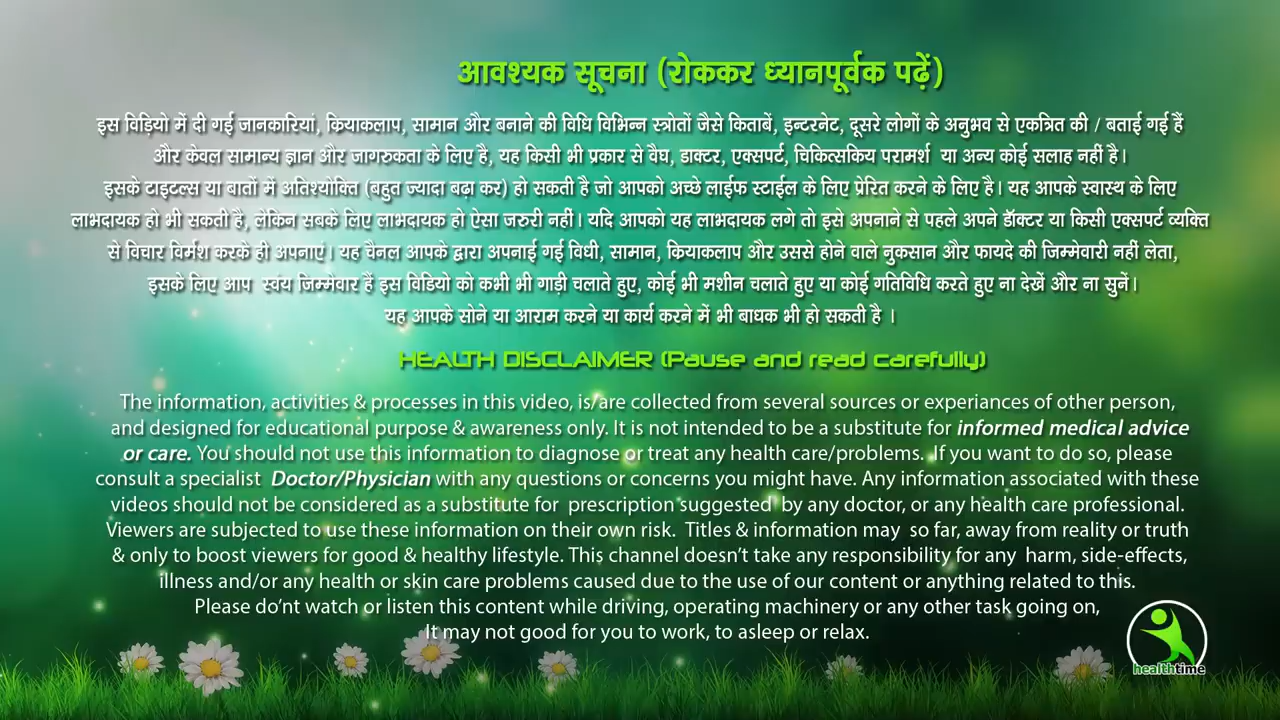 आवश्यक सूचना (रोककर ध्यानपूर्वक पढ़ें)
इस विडियो में दी गई जानकारियां, क्रियाकलाप, सामान और बनाने की विधि विभिन्न स्त्रोतों जैसे किताबें, इन्टरनेट, दूसरे लोगों के अनुभव से एकत्रित की / बताई गई हैं
और केवल सामान्य ज्ञान और जागरुकता के लिए है, यह किसी भी प्रकार से वैघ, डाक्टर, एक्सपर्ट, चिकित्सकिय परामर्श या अन्य कोई सलाह नहीं है।
इसके टाइटल्स या बातों में अतिश्योक्ति (बहुत ज्यादा बढ़ा कर) हो सकती है जो आपको अच्छे लाईफ स्टाईल के लिए प्रेरित करने के लिए है। यह आपके स्वास्थ के लिए
लाभदायक हो भी सकती है, लेकिन सबके लिए लाभदायक हो ऐसा जरुरी नहीं। यदि आपको यह लाभदायक लगे तो इसे अपनाने से पहले अपने डॉक्टर या किसी एक्सपर्ट व्यक्ति
से विचार विर्मश करके ही अपनाएं। यह चैनल आपके द्वारा अपनाई गई विधी, सामान, क्रियाकलाप और उससे होने वाले नुकसान और फायदे की जिम्मेवारी नहीं लेता,
इसके लिए आप स्वंय जिम्मेवार हैं इस विडियो को कभी भी गाड़ी चलाते हुए, कोई भी मशीन चलाते हुए या कोई गतिविधि करते हुए ना देखें और ना सुनें।
यह आपके सोने या आराम करने या कार्य करने में भी बाधक भी हो सकती है ।
HEALTH DISCLAIMER (Pause and read carefully)
The information, activities & processes in this video, is/are collected from several sources or experiances of other person,
and designed for educational purpose & awareness only. It is not intended to be a substitute for informed medical advice
or care. You should not use this information to diagnose or treat any health care/problems. If you want to do so, please
consult a specialist Doctor/Physician with any questions or concerns you might have. Any information associated with these
videos should not be considered as a substitute for prescription suggested by any doctor, or any health care professional.
Viewers are subjected to use these information on their own risk. Titles & information may so far, away from reality or truth
& only to boost viewers for good & healthy lifestyle. This channel doesn't take any responsibility for any harm, side-effects,
illness and/or any health or skin care problems caused due to the use of our content or anything related to this.
Please do'nt watch or listen this content while driving, operating machinery or any other task going on,
It may not good for you to work, to asleep or relax.
healthtime